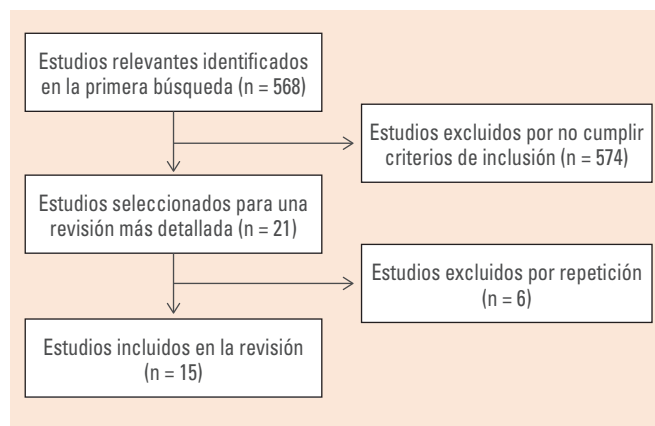 Estudios relevantes identificados
en la primera búsqueda (n = 568)
Estudios excluidos por no cumplir
criterios de inclusión (n = 574)
Estudios seleccionados para una
revisión más detallada (n = 21)
Estudios excluidos por repetición
(n = 6)
Estudios incluidos en la revisión
(n = 15)